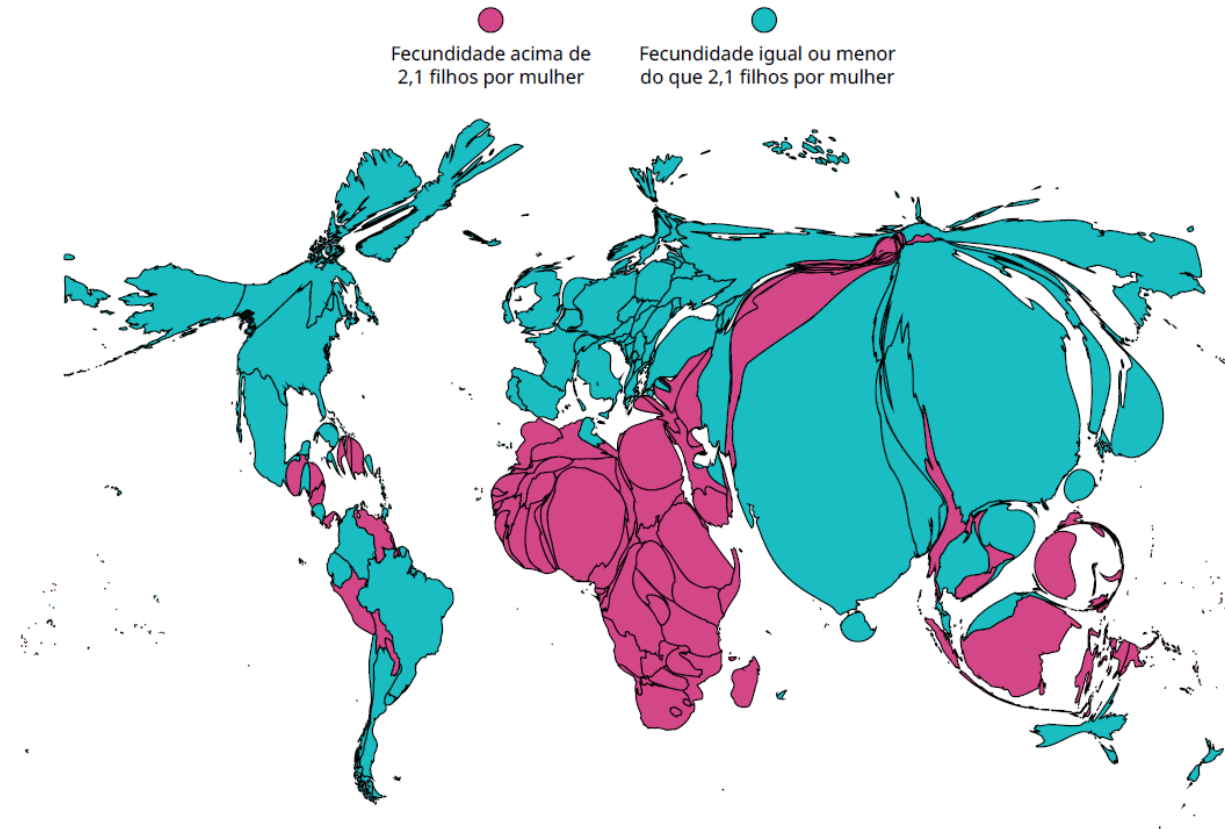 Fecundidade acima de
2,1 filhos por mulher
Fecundidade igual ou menor
do que 2,1 filhos por mulher